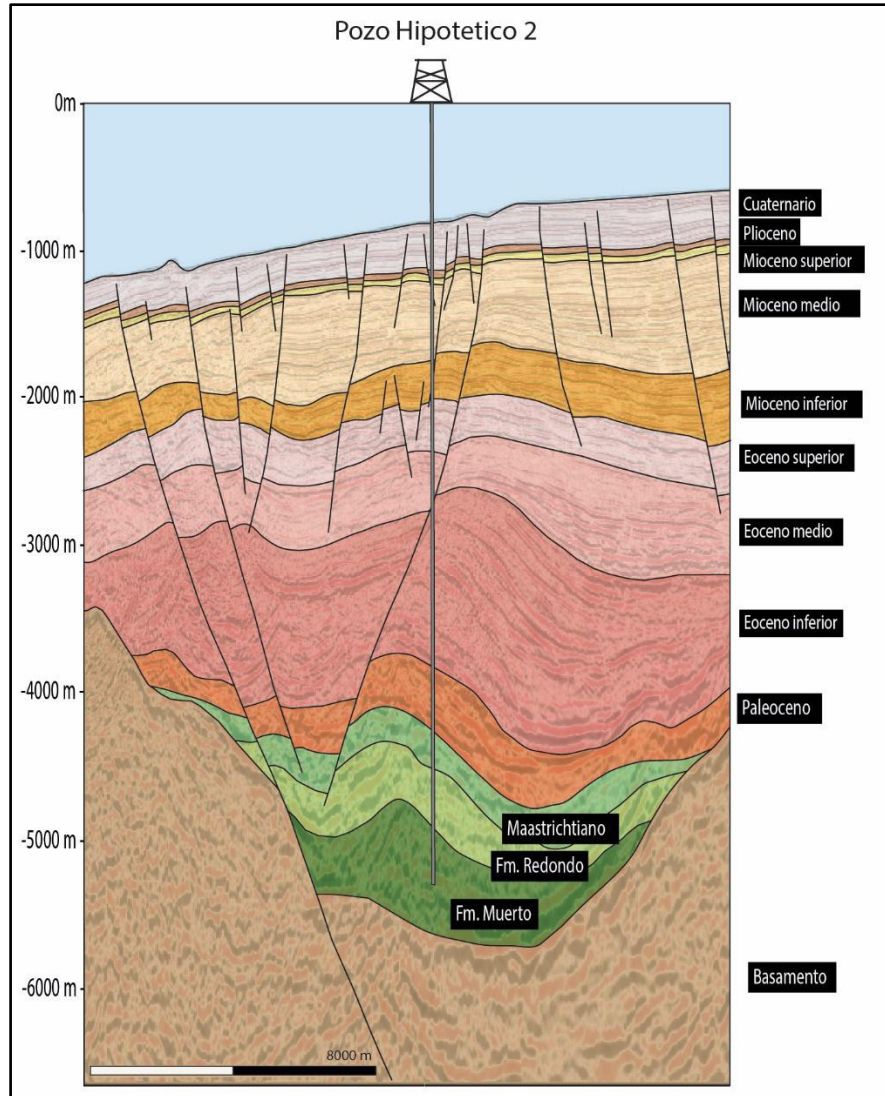 Pozo Hipotetico 2
0m
-1000 m
-2000 m
-3000 m
-4000 m
-5000 m
-6000 m
Cuaternario
Plioceno
Mioceno superior
Mioceno medio
Mioceno inferior
Eoceno superior
Eoceno medio
Eoceno inferior
Paleoceno
Maastrichtiano
Fm. Redondo
Fm. Muerto
Basamento
8000 m